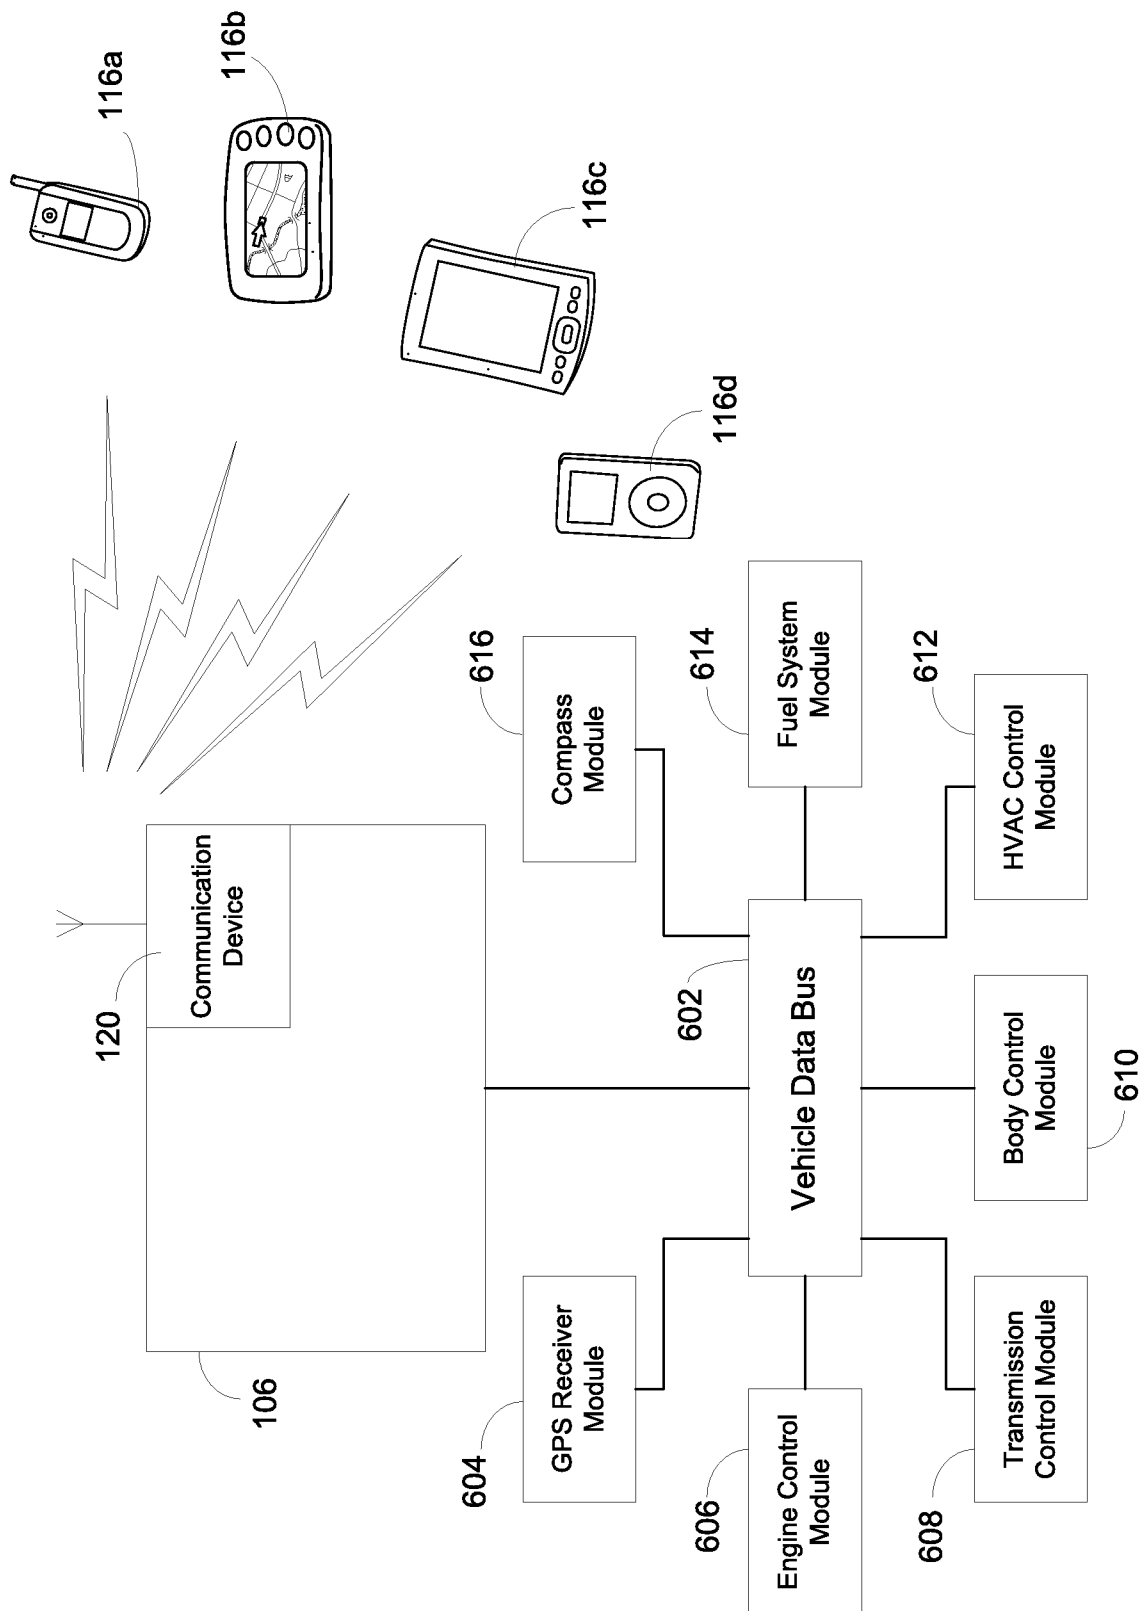 116a
116b
116c
116d
120
Communication
Device
106
616
Compass
Module
614
Fuel System
Module
612
HVAC Control
Module
602
Vehicle Data Bus
604
GPS Receiver
Module
606
Engine Control
Module
608
Transmission
Control Module
Body Control
Module
610